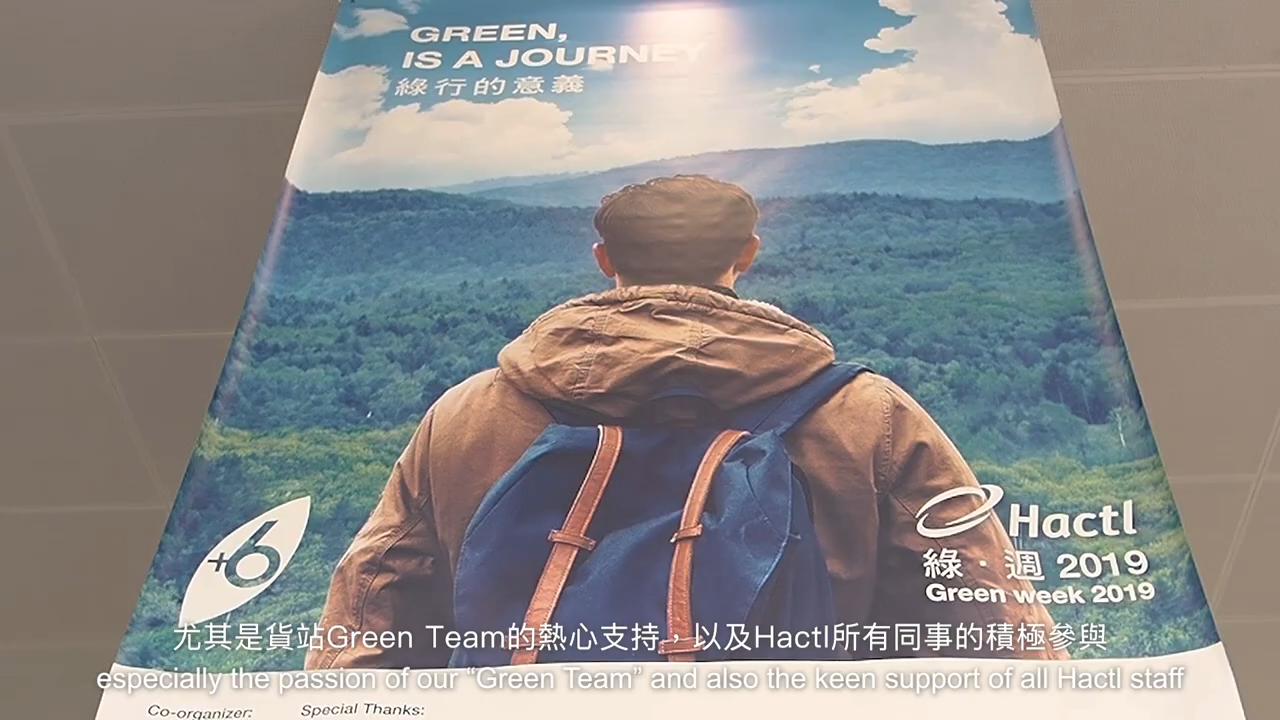 GREEN,
IS A JOURNEY
綠行的意義
+6
Hactl
綠·週 2019
Green week 2019
尤其是貨站Green Team的熱心支持，以及Hactl所有同事的積極參與
especially the passion of our “Green Team” and also the keen support of all Hactl staff
Co-organizer: Special Thanks: